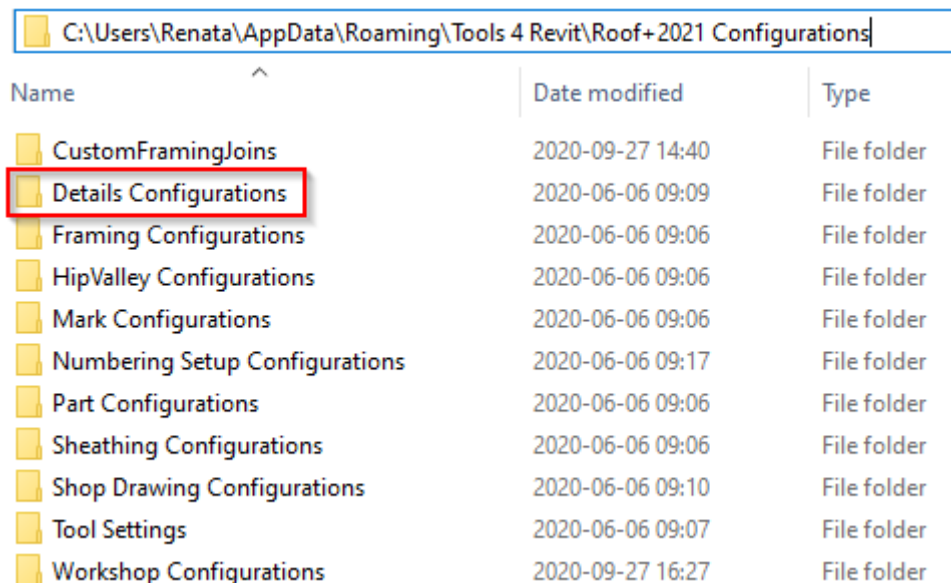 C:\Users\Renata\AppData\Roaming\Tools 4 Revit\Roof+2021 Configurations
Name Date modified Type
CustomFramingJoins 2020-09-27 14:40 File folder
Details Configurations 2020-06-06 09:09 File folder
Framing Configurations 2020-06-06 09:06 File folder
HipValley Configurations 2020-06-06 09:06 File folder
Mark Configurations 2020-06-06 09:06 File folder
Numbering Setup Configurations 2020-06-06 09:17 File folder
Part Configurations 2020-06-06 09:06 File folder
Sheathing Configurations 2020-06-06 09:06 File folder
Shop Drawing Configurations 2020-06-06 09:10 File folder
Tool Settings 2020-06-06 09:07 File folder
Workshop Configurations 2020-09-27 16:27 File folder